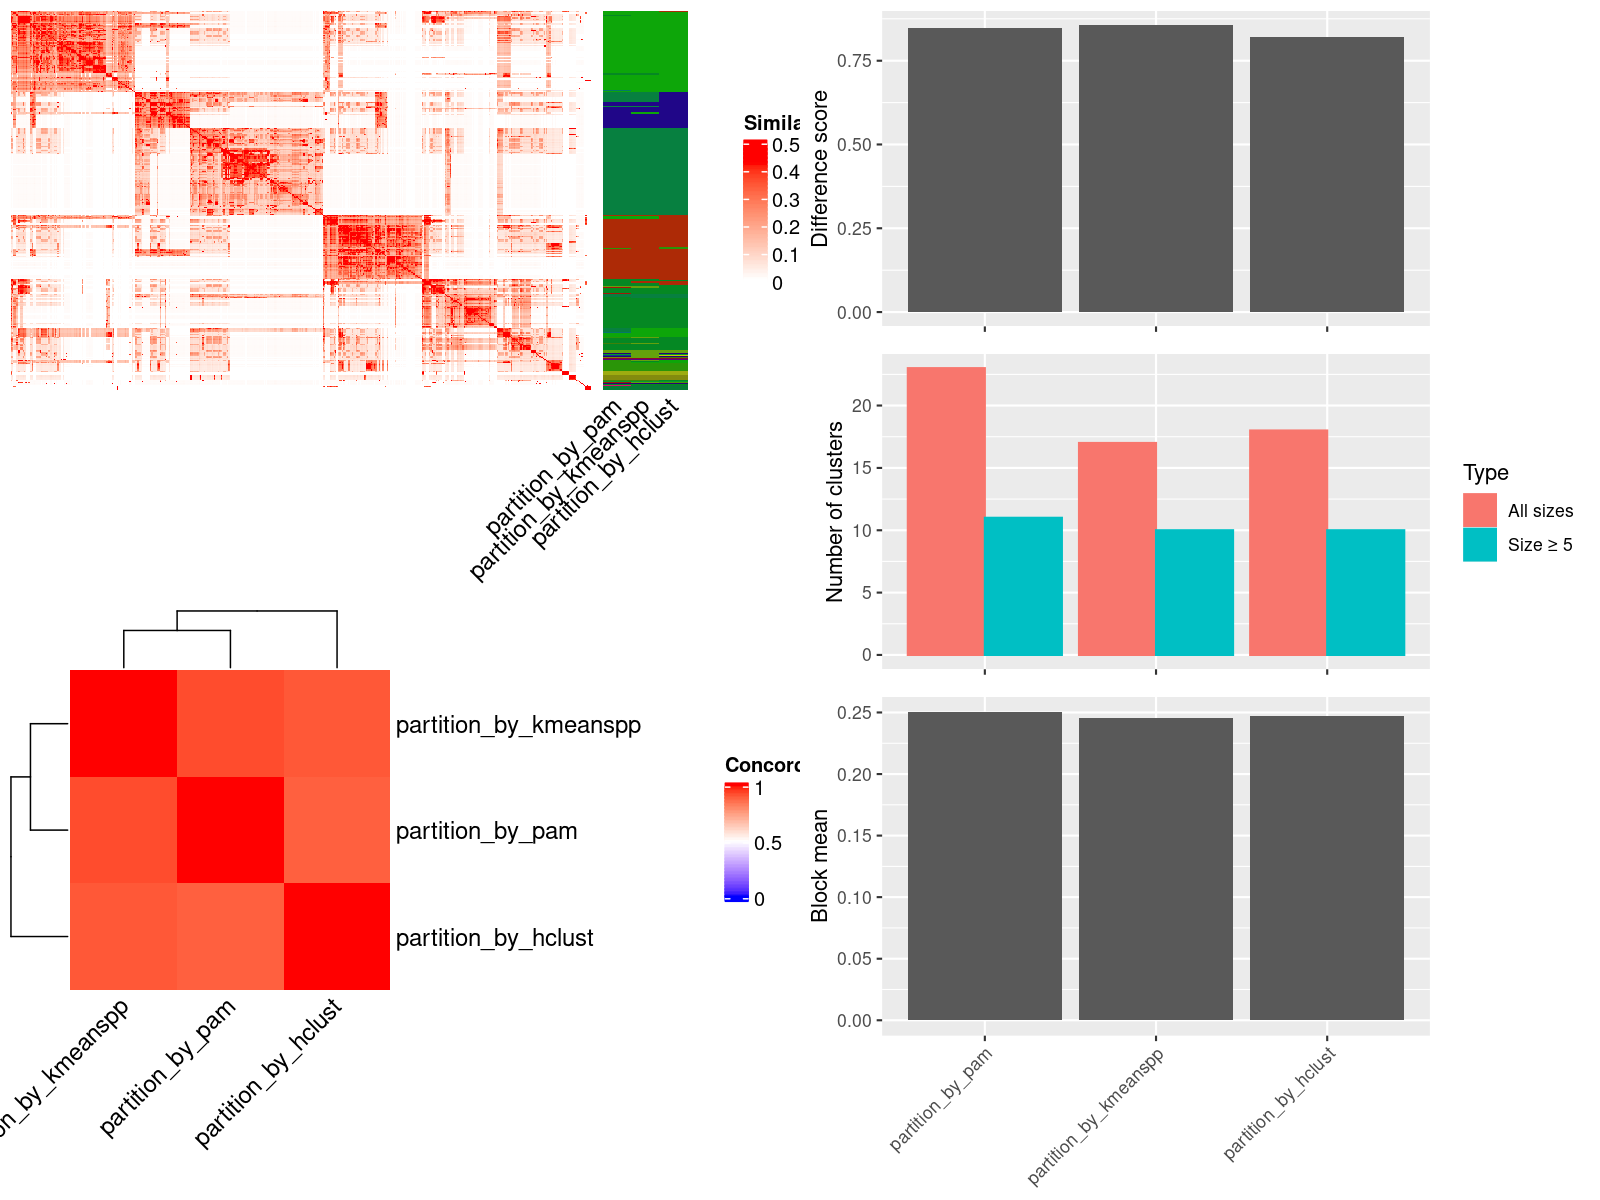 Simila
0.5
0.4
0.3
0.2
0.1
0
partition_by_pam
partition_by_kmeanspp
partition_by_hclust
partition_by_kmeanspp
partition_by_pam
partition_by_hclust
on_by_kmeanspp
partition_by_pam
partition_by_hclust
Concord
1
0.5
0
Difference score
0.75
0.50
0.25
0.00
Number of clusters
20
15
10
5
0
Type
All sizes
Size ≥ 5
Block mean
0.25
0.20
0.15
0.10
0.05
0.00
partition_by_pam
partition_by_kmeanspp
partition_by_hclust